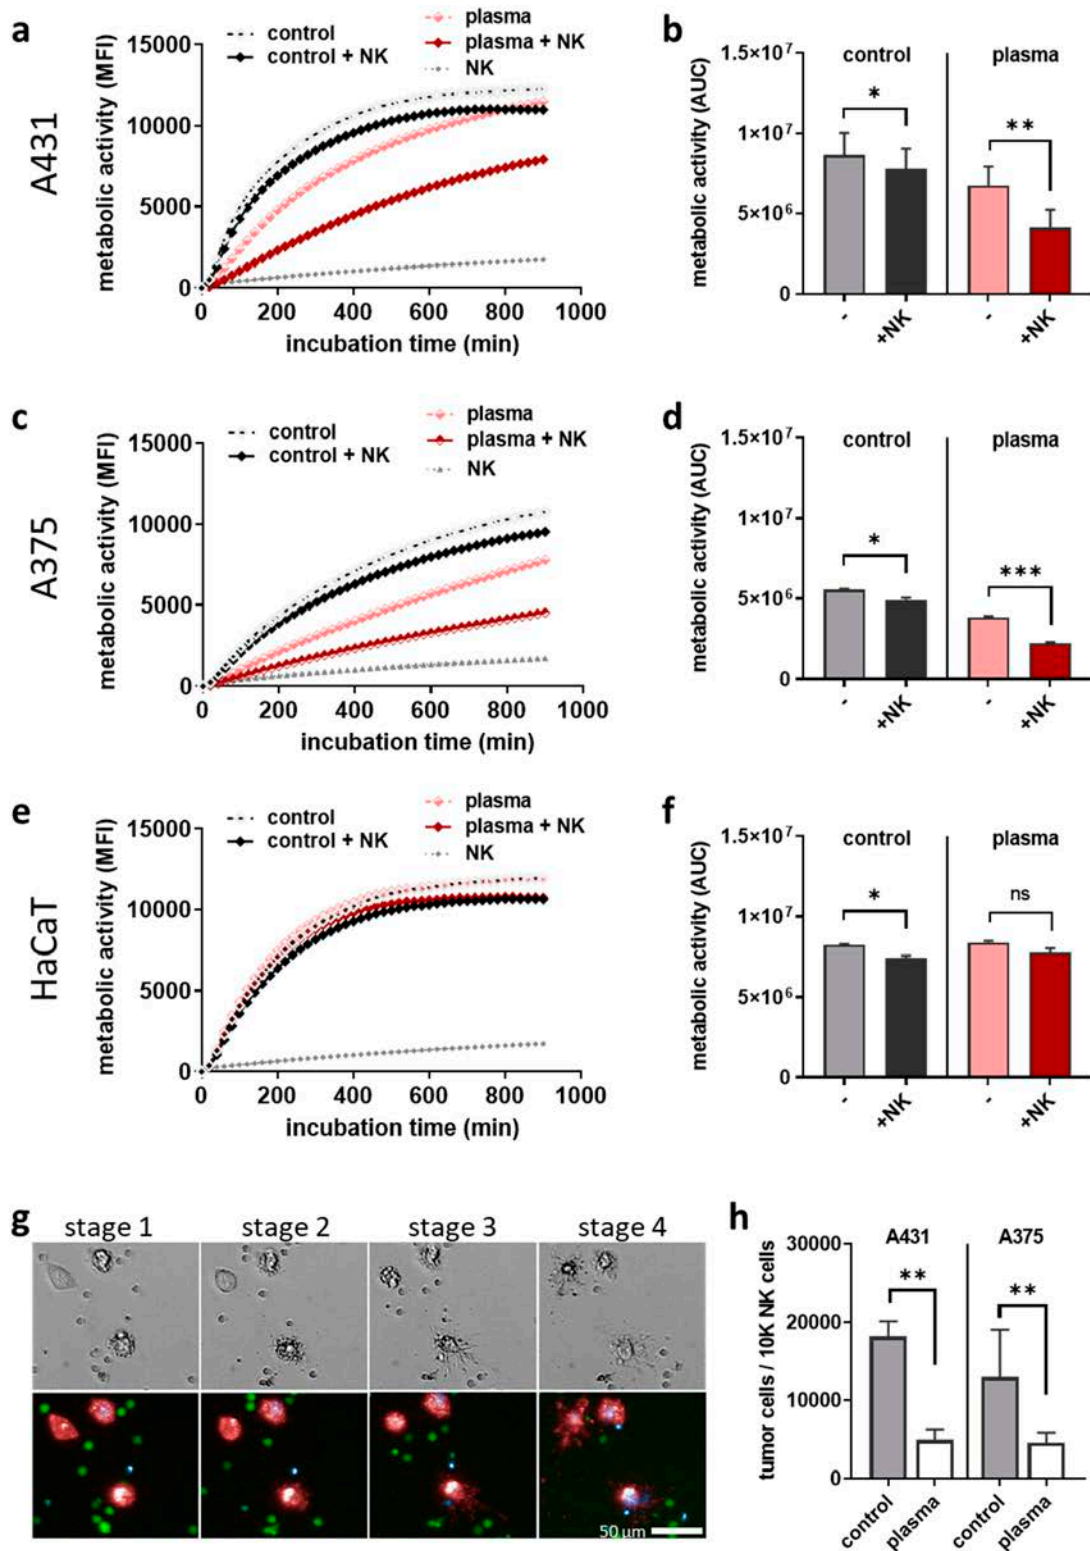 a
A431
control
control + NK
plasma
plasma + NK
NK
metabolic activity (MFI)
15000
10000
5000
0
0 200 400 600 800 1000
incubation time (min)
b
metabolic activity (AUC)
1.5×10⁷
1×10⁷
5×10⁶
0
control plasma
* **
- +NK - +NK
c
A375
control
control + NK
plasma
plasma + NK
NK
metabolic activity (MFI)
15000
10000
5000
0
0 200 400 600 800 1000
incubation time (min)
d
metabolic activity (AUC)
1.5×10⁷
1×10⁷
5×10⁶
0
control plasma
* ***
- +NK - +NK
e
HaCaT
control
control + NK
plasma
plasma + NK
NK
metabolic activity (MFI)
15000
10000
5000
0
0 200 400 600 800 1000
incubation time (min)
f
metabolic activity (AUC)
1.5×10⁷
1×10⁷
5×10⁶
0
control plasma
* ns
- +NK - +NK
g
stage 1 stage 2 stage 3 stage 4
50 µm
h
tumor cells / 10K NK cells
30000
20000
10000
0
A431 A375
** **
control plasma control plasma